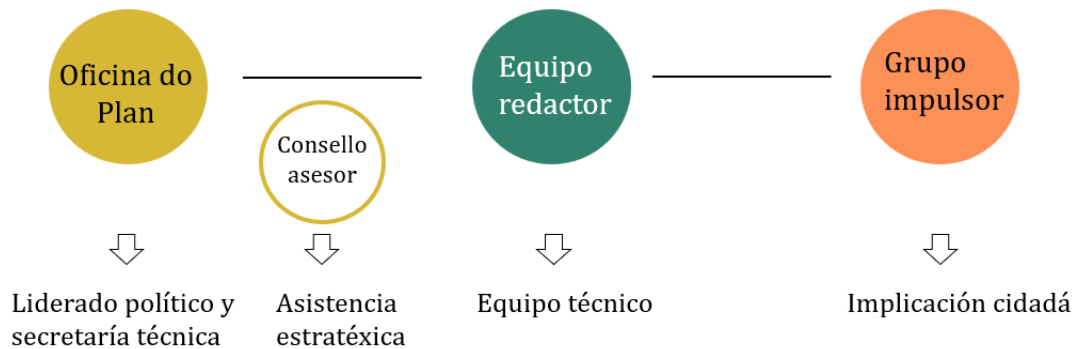 Oficina do
Plan
Consello
asesor
Equipo
redactor
Grupo
impulsor
Liderado político y
secretaría técnica
Asistencia
estratéxica
Equipo técnico
Implicación cidadá